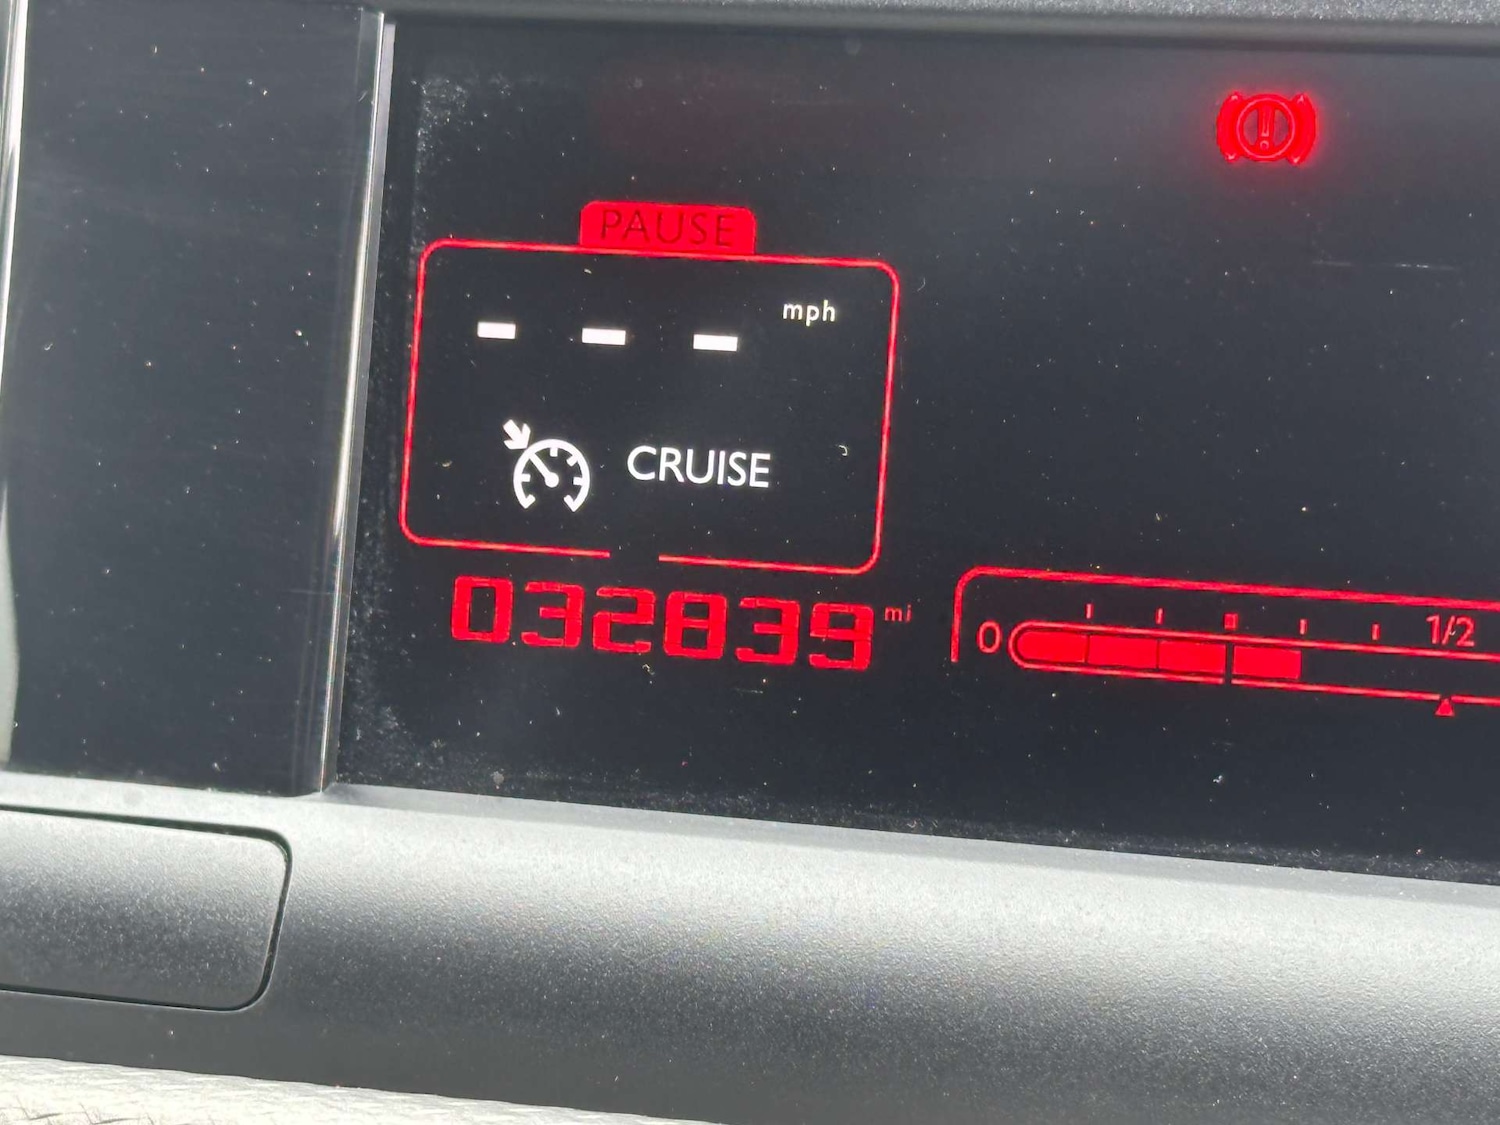 PAUSE
--- mph
CRUISE
032839 mi
0 1/2